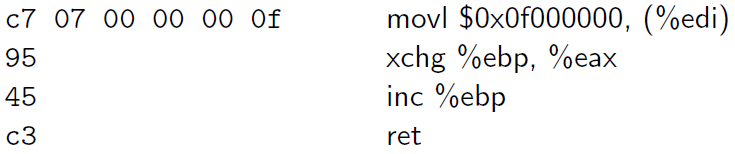 c7 07 00 00 00 0f movl $0x0f000000, (%edi)
95 xchg %ebp, %eax
45 inc %ebp
c3 ret